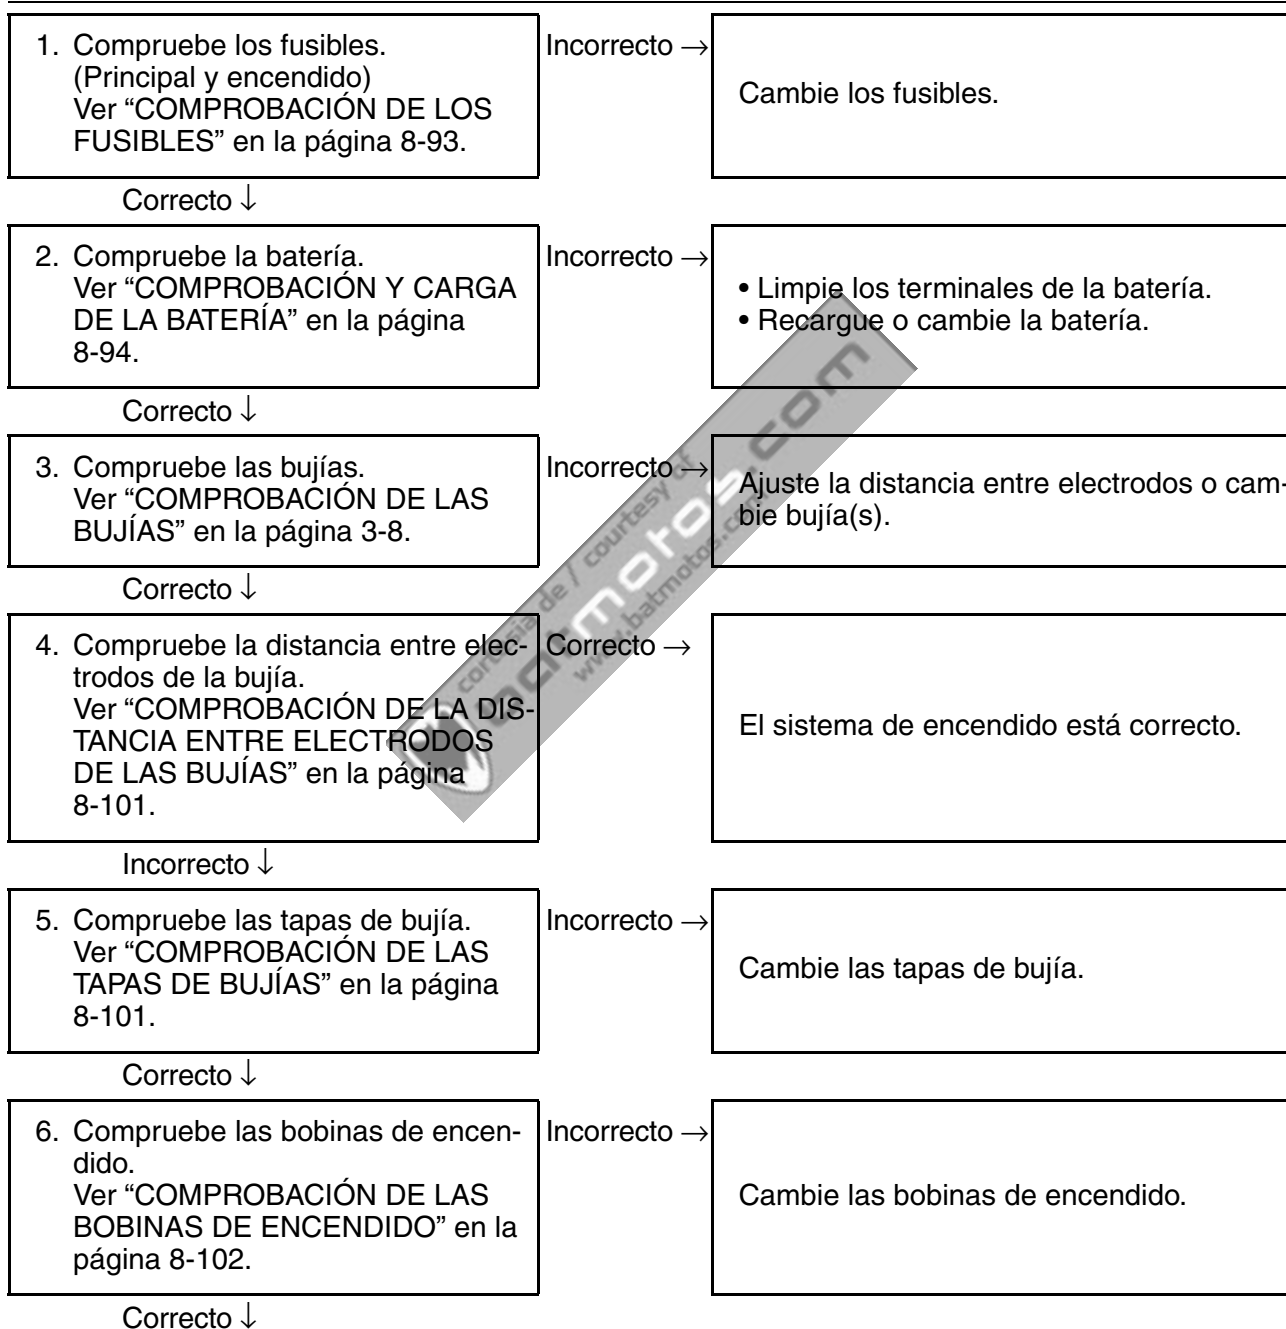 1. Compruebe los fusibles.
(Principal y encendido)
Ver “COMPROBACIÓN DE LOS
FUSIBLES” en la página 8-93.
Incorrecto →
Cambie los fusibles.
Correcto ↓
2. Compruebe la batería.
Ver “COMPROBACIÓN Y CARGA
DE LA BATERÍA” en la página
8-94.
Incorrecto →
• Limpie los terminales de la batería.
• Recargue o cambie la batería.
Correcto ↓
3. Compruebe las bujías.
Ver “COMPROBACIÓN DE LAS
BUJÍAS” en la página 3-8.
Incorrecto →
Ajuste la distancia entre electrodos o cam-
bie bujía(s).
Correcto ↓
4. Compruebe la distancia entre elec-
trodos de la bujía.
Ver “COMPROBACIÓN DE LA DIS-
TANCIA ENTRE ELECTRODOS
DE LAS BUJÍAS” en la página
8-101.
Correcto →
El sistema de encendido está correcto.
Incorrecto ↓
5. Compruebe las tapas de bujía.
Ver “COMPROBACIÓN DE LAS
TAPAS DE BUJÍAS” en la página
8-101.
Incorrecto →
Cambie las tapas de bujía.
Correcto ↓
6. Compruebe las bobinas de encen-
dido.
Ver “COMPROBACIÓN DE LAS
BOBINAS DE ENCENDIDO” en la
página 8-102.
Incorrecto →
Cambie las bobinas de encendido.
Correcto ↓
cortesia de / courtesy of
batmotos.com
www.batmotos.com